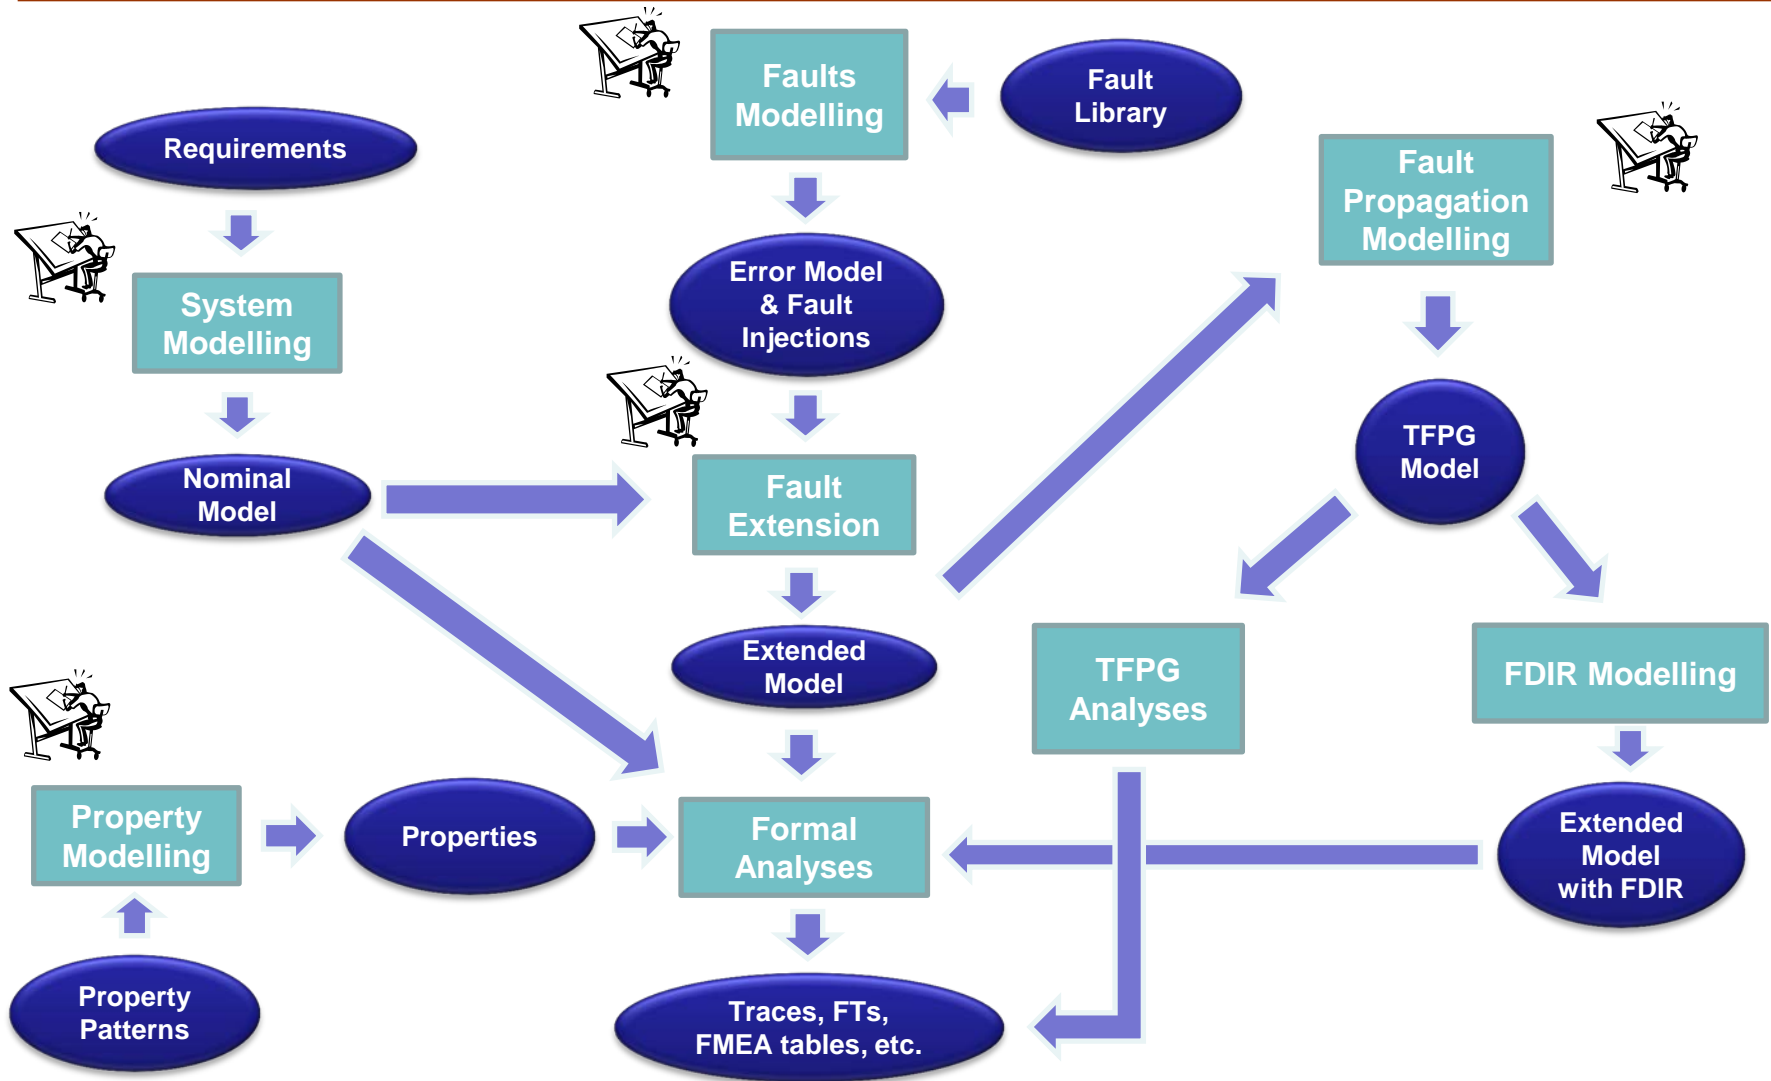 Faults
Modelling
Fault
Library
Requirements
Fault
Propagation
Modelling
System
Modelling
Error Model
& Fault
Injections
TFPG
Model
Nominal
Model
Fault
Extension
Extended
Model
TFPG
Analyses
FDIR Modelling
Property
Modelling
Properties
Formal
Analyses
Extended
Model
with FDIR
Property
Patterns
Traces, FTs,
FMEA tables, etc.